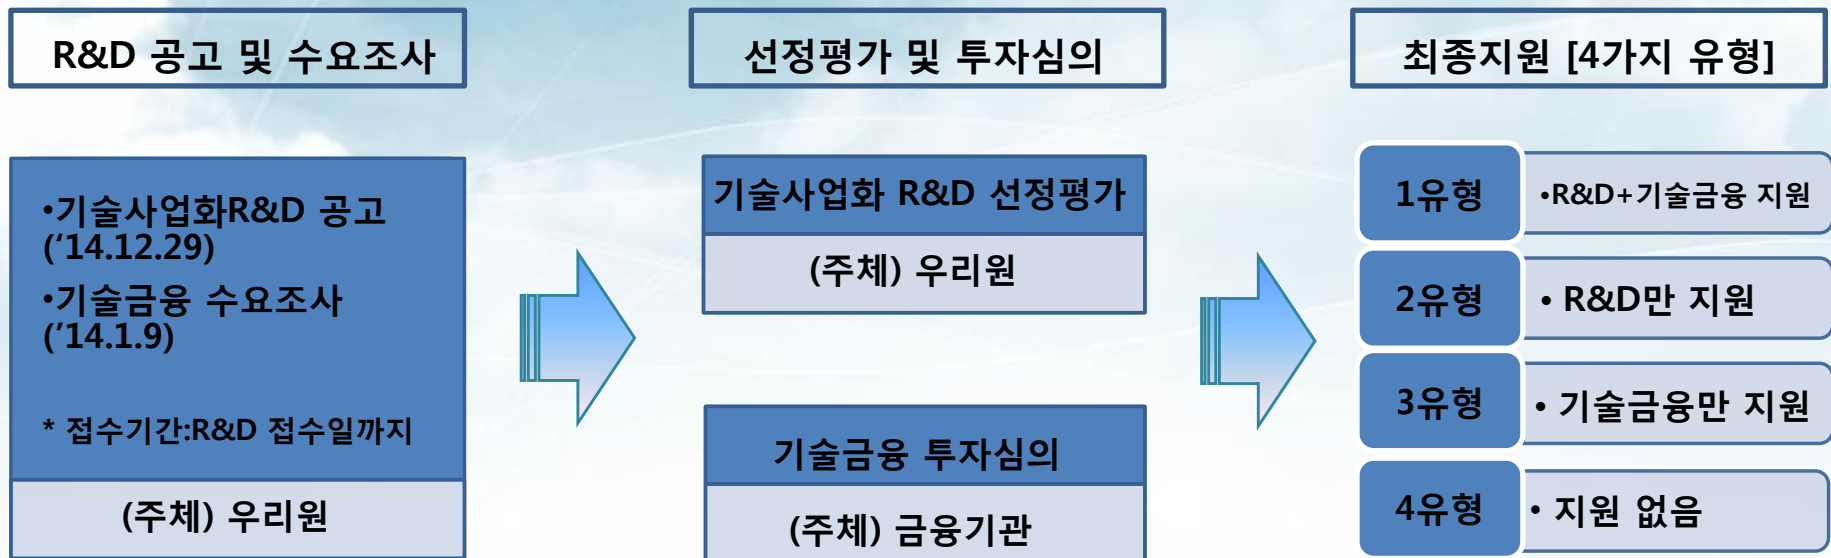 R&D 공고 및 수요조사
•기술사업화R&D 공고
(‘14.12.29)
•기술금융 수요조사
(’14.1.9)
* 접수기간:R&D 접수일까지
(주체) 우리원
선정평가 및 투자심의
기술사업화 R&D 선정평가
(주체) 우리원
기술금융 투자심의
(주체) 금융기관
최종지원 [4가지 유형]
1유형
•R&D+기술금융 지원
2유형
• R&D만 지원
3유형
• 기술금융만 지원
4유형
• 지원 없음